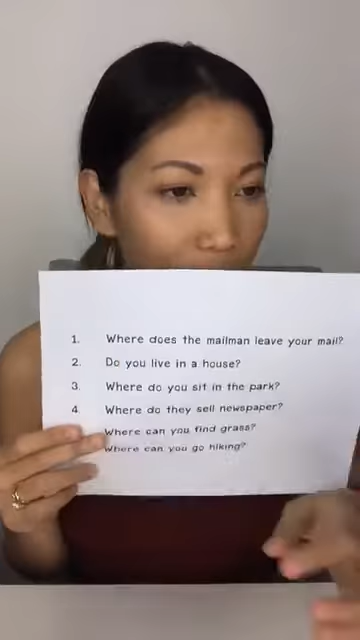 1. Where does the mailman leave your mail?
2. Do you live in a house?
3. Where do you sit in the park?
4. Where do they sell newspaper?
Where can you find grass?
Where can you go hiking?